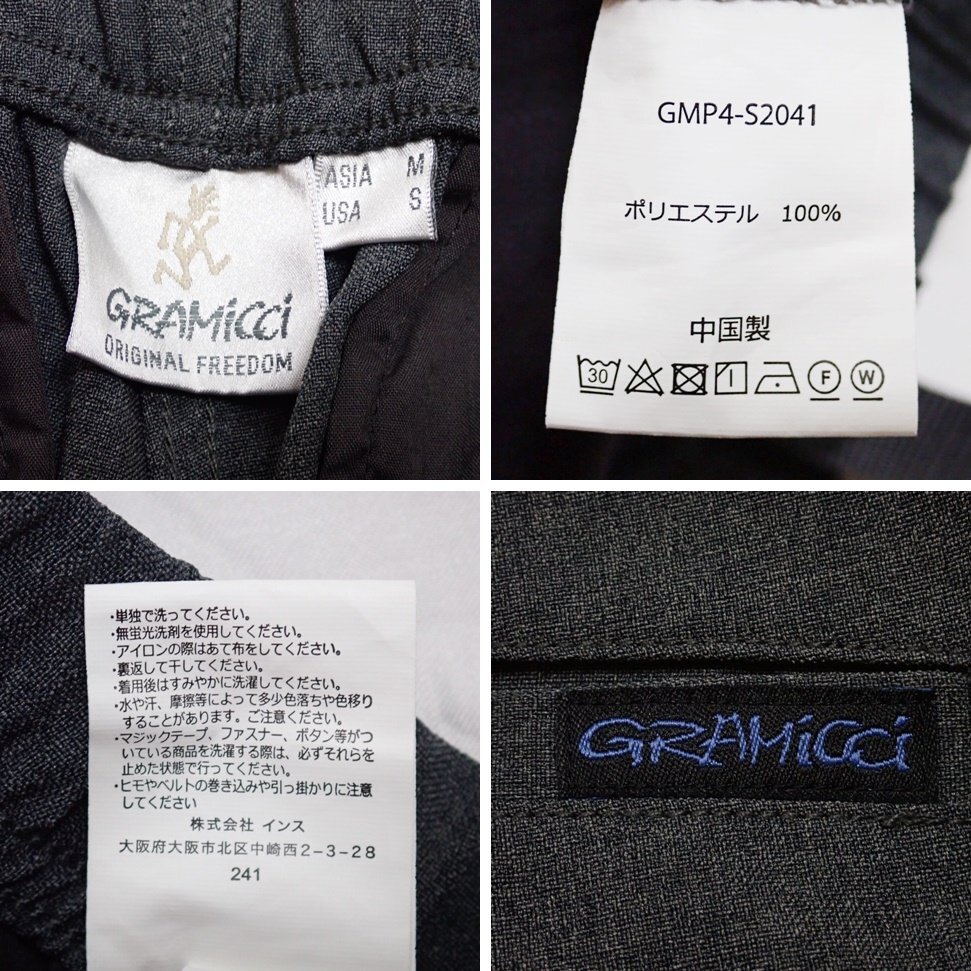 GRAMiCCi
ORIGINAL FREEDOM
ASIA M
USA S
GMP4-S2041
ポリエステル 100%
中国製
30 F W
・単独で洗ってください。
・無蛍光洗剤を使用してください。
・アイロンの際はあて布をしてください。
・裏返して干してください。
・着用後はすみやかに洗濯してください。
・水や汗、摩擦等によって多少色落ちや色移り
することがあります。ご注意ください。
・マジックテープ、ファスナー、ボタン等がつ
いている商品を洗濯する際は、必ずそれらを
止めた状態で行ってください。
・ヒモやベルトの巻き込みや引っ掛かりに注意
してください
株式会社 インス
大阪府大阪市北区中崎西2-3-28
241
GRAMiCCi